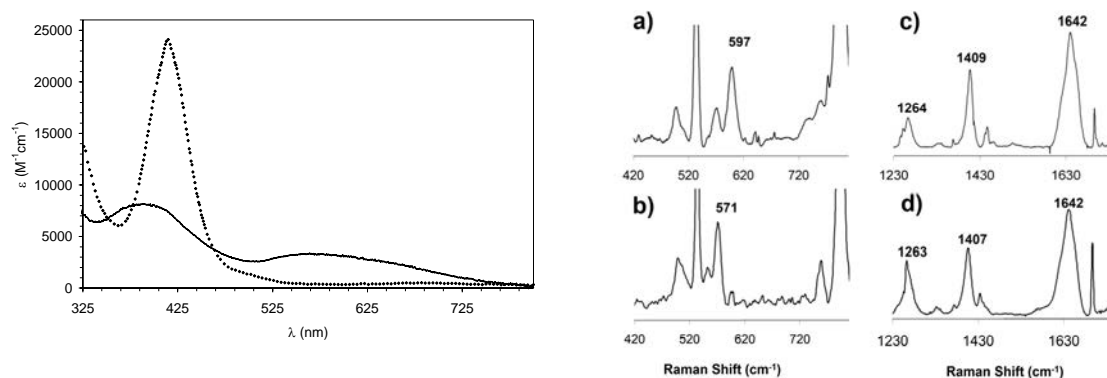 ε (M⁻¹cm⁻¹)
25000
20000
15000
10000
5000
0
325 425 525 625 725
λ (nm)
a)
597
420 520 620 720
b)
571
420 520 620 720
Raman Shift (cm⁻¹)
c)
1642
1409
1264
1230 1430 1630
d)
1642
1407
1263
1230 1430 1630
Raman Shift (cm⁻¹)